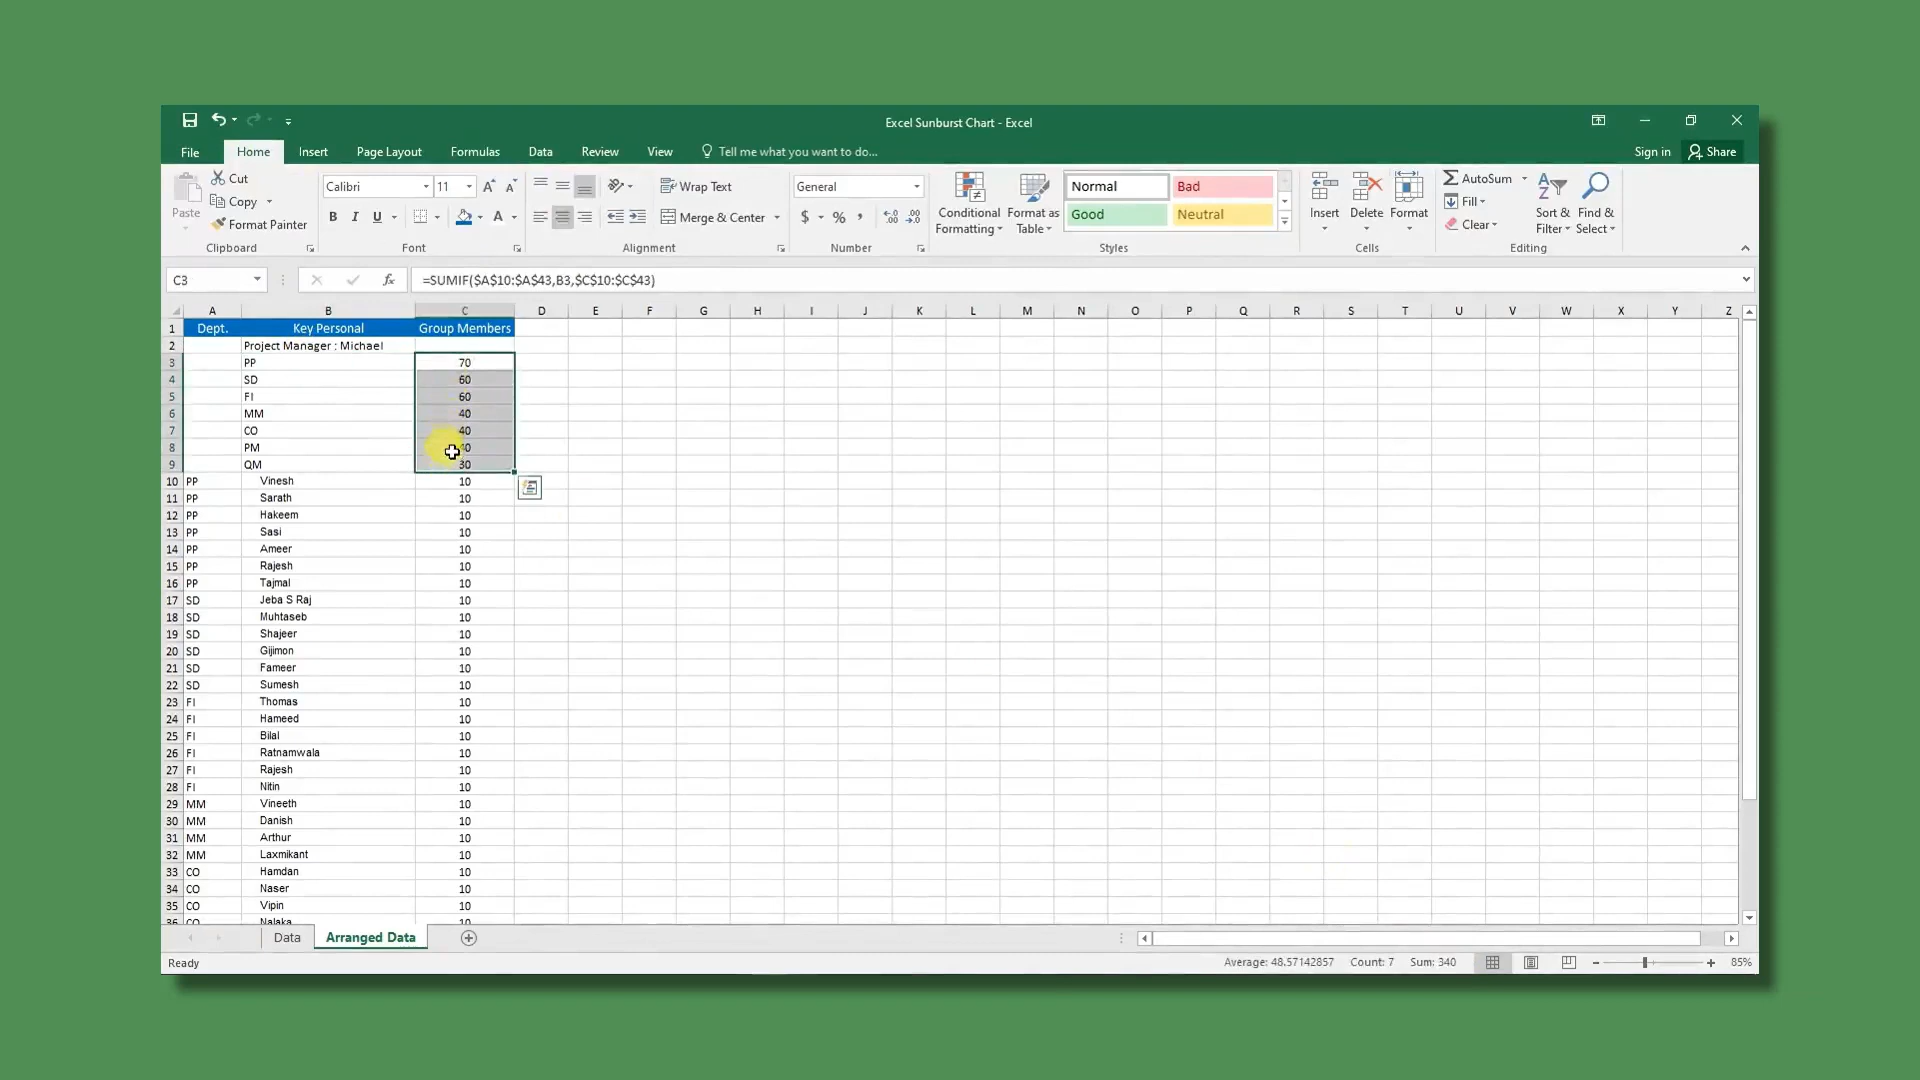 Excel Sunburst Chart - Excel
File Home Insert Page Layout Formulas Data Review View Tell me what you want to do... Sign in Share
Paste Cut Copy Format Painter Clipboard
Calibri 11 B I U A A A Font
Wrap Text Merge & Center Alignment
General $ % , Number
Conditional Formatting Format as Table Normal Bad Good Neutral Styles
Insert Delete Format Cells
AutoSum Fill Clear Sort & Filter Find & Select Editing
C3 fx =SUMIF($A$10:$A$43,B3,$C$10:$C$43)
A B C D E F G H I J K L M N O P Q R S T U V W X Y Z
1 Dept. Key Personal Group Members
2 Project Manager : Michael
3 PP 70
4 SD 60
5 FI 60
6 MM 40
7 CO 40
8 PM
9 QM 30
10 PP Vinesh 10
11 PP Sarath 10
12 PP Hakeem 10
13 PP Sasi 10
14 PP Ameer 10
15 PP Rajesh 10
16 PP Tajmal 10
17 SD Jeba S Raj 10
18 SD Muhtaseb 10
19 SD Shajeer 10
20 SD Gijimon 10
21 SD Fameer 10
22 SD Sumesh 10
23 FI Thomas 10
24 FI Hameed 10
25 FI Bilal 10
26 FI Ratnamwala 10
27 FI Rajesh 10
28 FI Nitin 10
29 MM Vineeth 10
30 MM Danish 10
31 MM Arthur 10
32 MM Laxmikant 10
33 CO Hamdan 10
34 CO Naser 10
35 CO Vipin 10
36 CO Nalaka 10
Data Arranged Data
Ready Average: 48.57142857 Count: 7 Sum: 340 85%